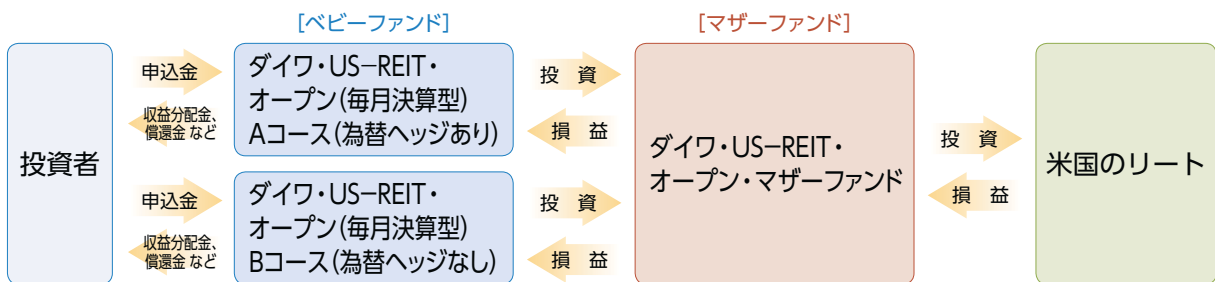 [ベビーファンド]
[マザーファンド]
投資者
申込金
収益分配金、
償還金 など
ダイワ・US−REIT・
オープン(毎月決算型)
Aコース(為替ヘッジあり)
投 資
損 益
申込金
収益分配金、
償還金 など
ダイワ・US−REIT・
オープン(毎月決算型)
Bコース(為替ヘッジなし)
投 資
損 益
ダイワ・US−REIT・
オープン・マザーファンド
投 資
損 益
米国のリート